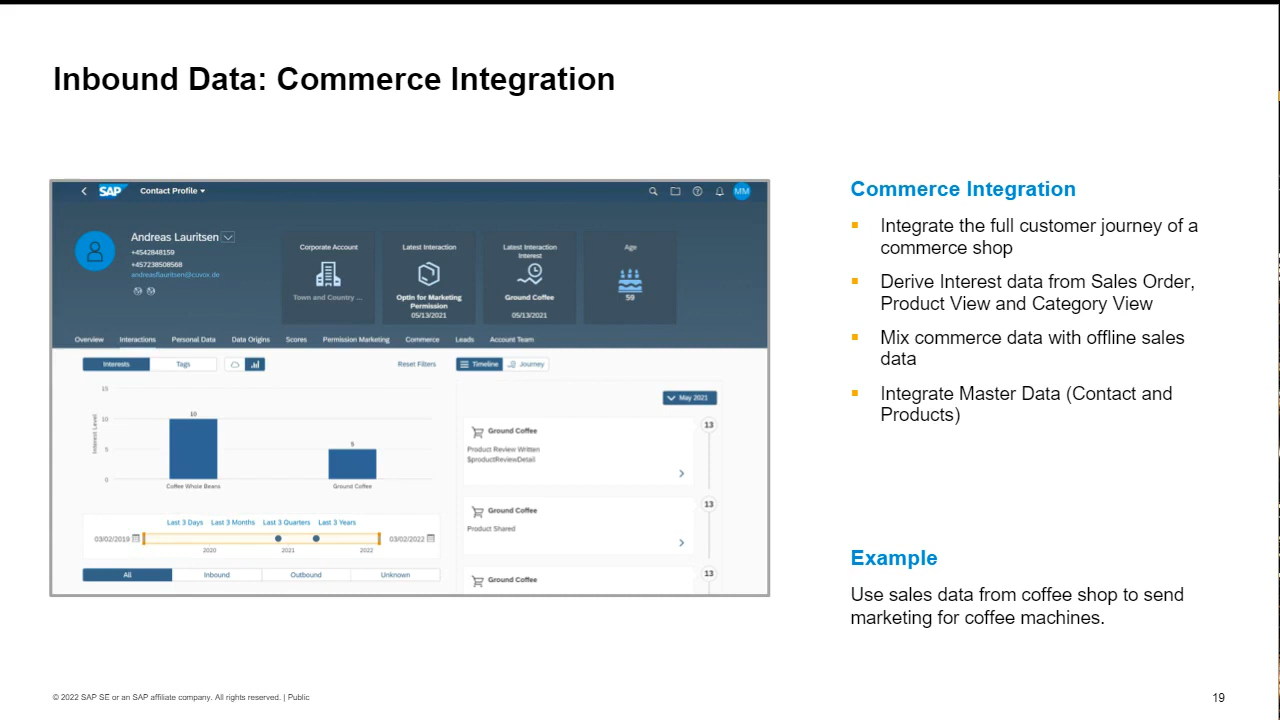 Inbound Data: Commerce Integration
SAP
Contact Profile
MM
Andreas Lauritsen
+4542848159
+457238508568
andreasflauritsen@cuvox.de
Corporate Account
Town and Country ...
Latest Interaction
Optin for Marketing
Permission
05/13/2021
Latest Interaction
Interest
Ground Coffee
05/13/2021
Age
59
Overview
Interactions
Personal Data
Data Origins
Scores
Permission Marketing
Commerce
Leads
Account Team
Interests
Tags
Reset Filters
Timeline
Journey
15
10
5
0
Interest Level
10
5
Coffee Whole Beans
Ground Coffee
Last 3 Days
Last 3 Months
Last 3 Quarters
Last 3 Years
03/02/2019
03/02/2022
2020
2021
2022
All
Inbound
Outbound
Unknown
May 2021
13
Ground Coffee
Product Review Written
$productReviewDetail
13
Ground Coffee
Product Shared
13
Ground Coffee
Commerce Integration
Integrate the full customer journey of a
commerce shop
Derive Interest data from Sales Order,
Product View and Category View
Mix commerce data with offline sales
data
Integrate Master Data (Contact and
Products)
Example
Use sales data from coffee shop to send
marketing for coffee machines.
© 2022 SAP SE or an SAP affiliate company. All rights reserved. | Public
19